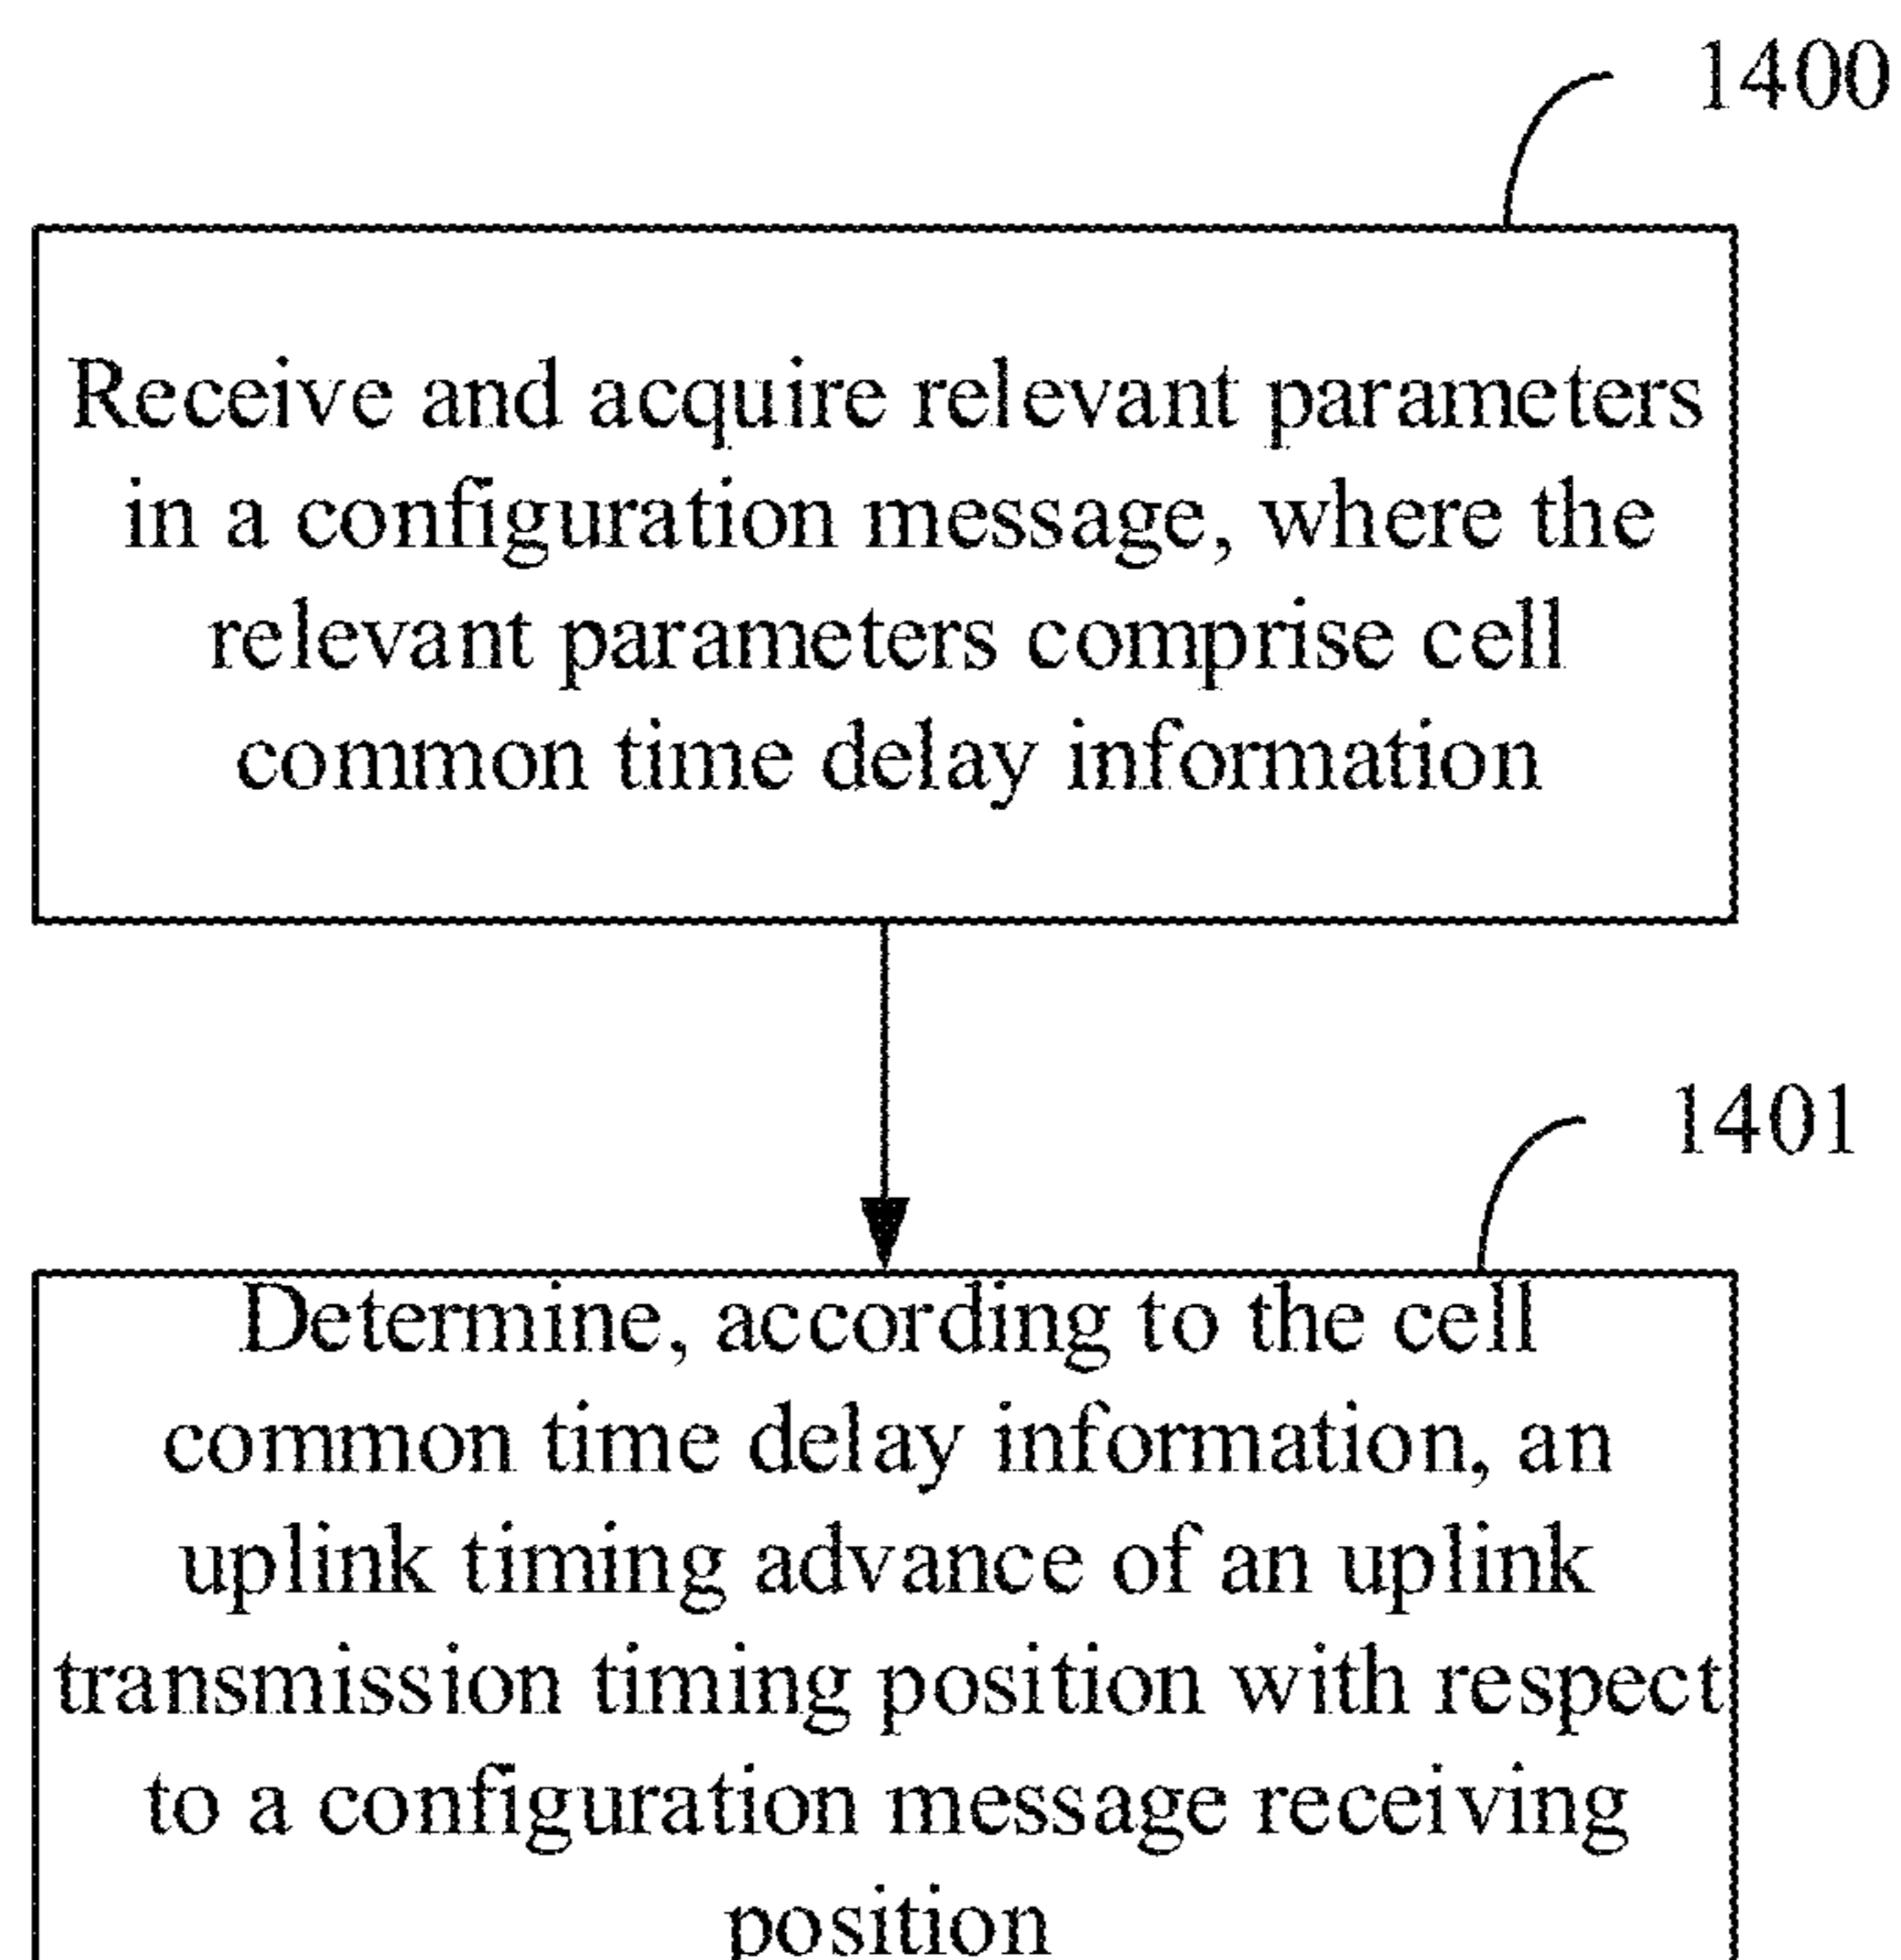 1400
Receive and acquire relevant parameters
in a configuration message, where the
relevant parameters comprise cell
common time delay information
1401
Determine, according to the cell
common time delay information, an
uplink timing advance of an uplink
transmission timing position with respect
to a configuration message receiving
position